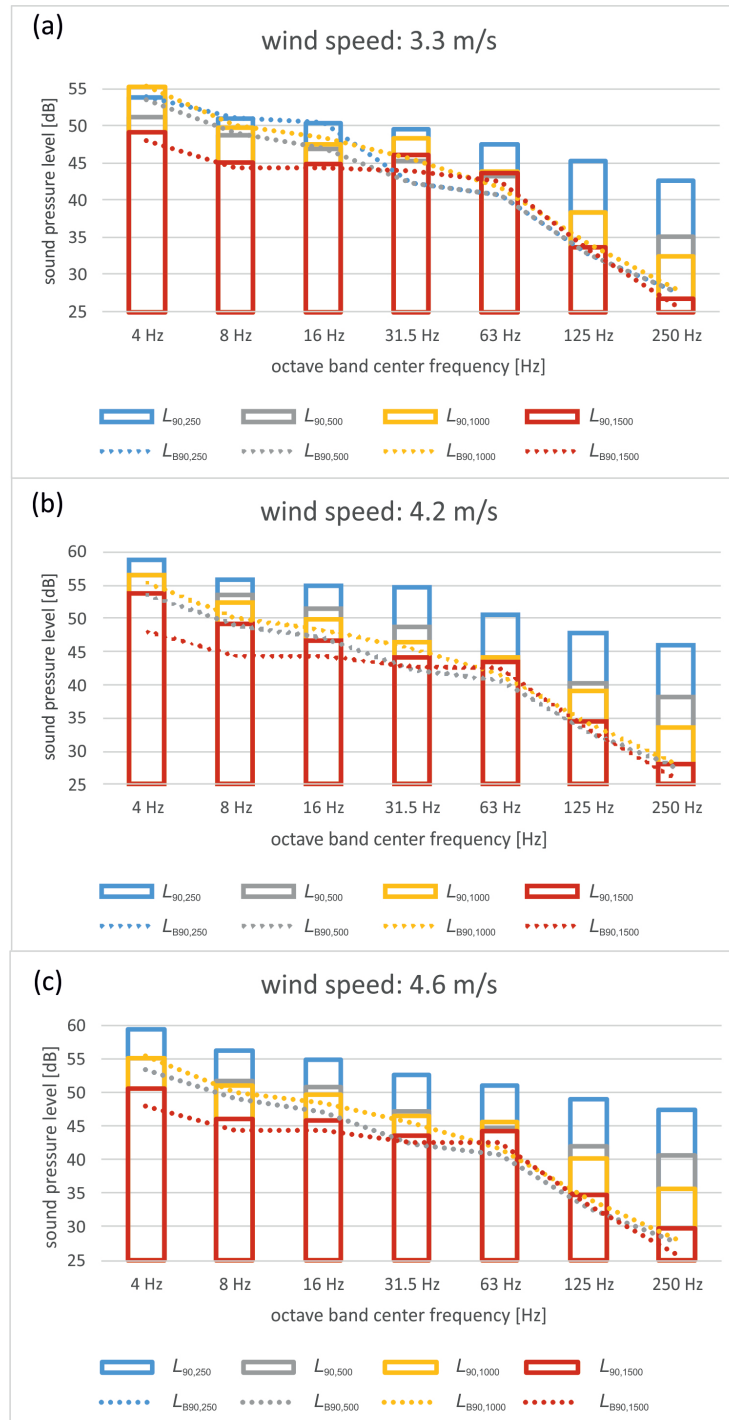 (a)
wind speed: 3.3 m/s
sound pressure level [dB]
55
50
45
40
35
30
25
4 Hz 8 Hz 16 Hz 31.5 Hz 63 Hz 125 Hz 250 Hz
octave band center frequency [Hz]
L90,250 L90,500 L90,1000 L90,1500
LB90,250 LB90,500 LB90,1000 LB90,1500
(b)
wind speed: 4.2 m/s
sound pressure level [dB]
60
55
50
45
40
35
30
25
4 Hz 8 Hz 16 Hz 31.5 Hz 63 Hz 125 Hz 250 Hz
octave band center frequency [Hz]
L90,250 L90,500 L90,1000 L90,1500
LB90,250 LB90,500 LB90,1000 LB90,1500
(c)
wind speed: 4.6 m/s
sound pressure level [dB]
60
55
50
45
40
35
30
25
4 Hz 8 Hz 16 Hz 31.5 Hz 63 Hz 125 Hz 250 Hz
octave band center frequency [Hz]
L90,250 L90,500 L90,1000 L90,1500
LB90,250 LB90,500 LB90,1000 LB90,1500